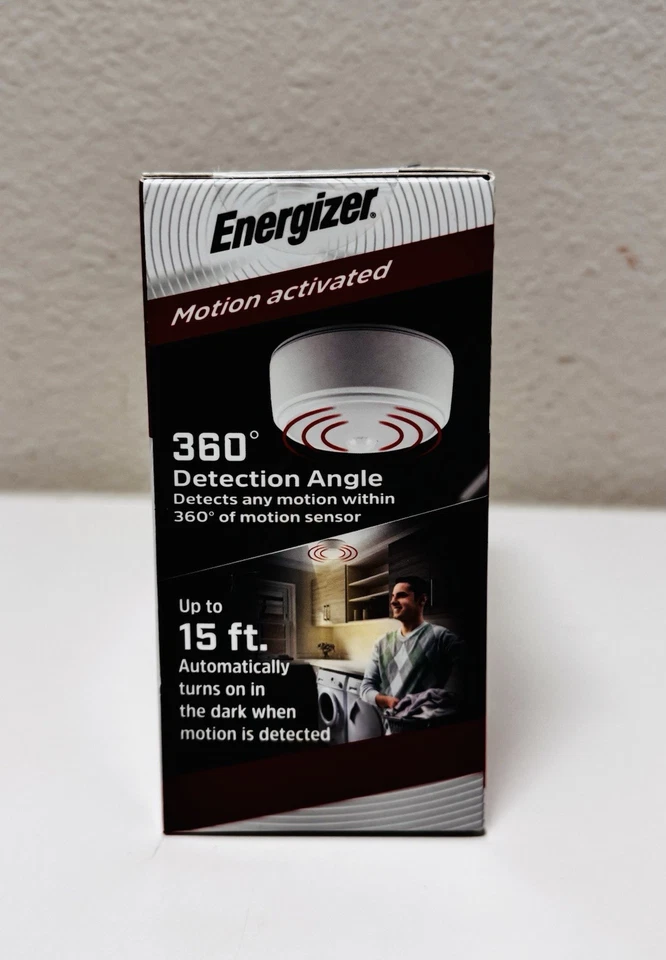 Energizer®
Motion activated
360°
Detection Angle
Detects any motion within
360° of motion sensor
Up to
15 ft.
Automatically
turns on in
the dark when
motion is detected